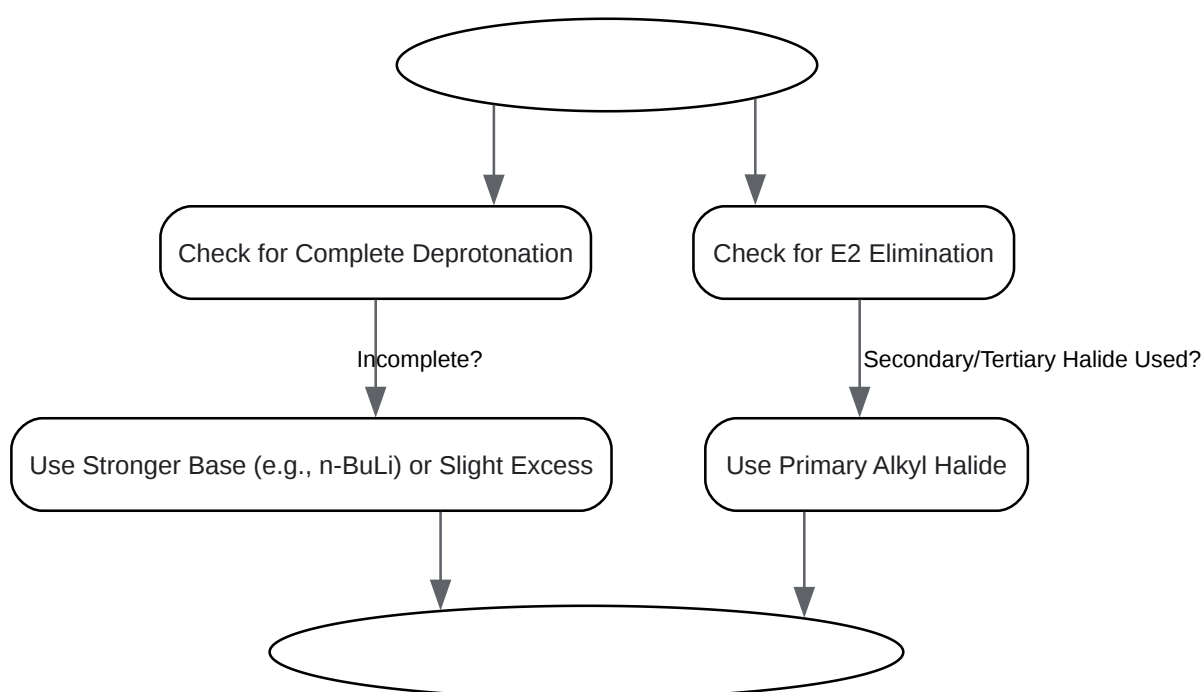 Check for Complete Deprotonation
Check for E2 Elimination
Incomplete?
Secondary/Tertiary Halide Used?
Use Stronger Base (e.g., n-BuLi) or Slight Excess
Use Primary Alkyl Halide